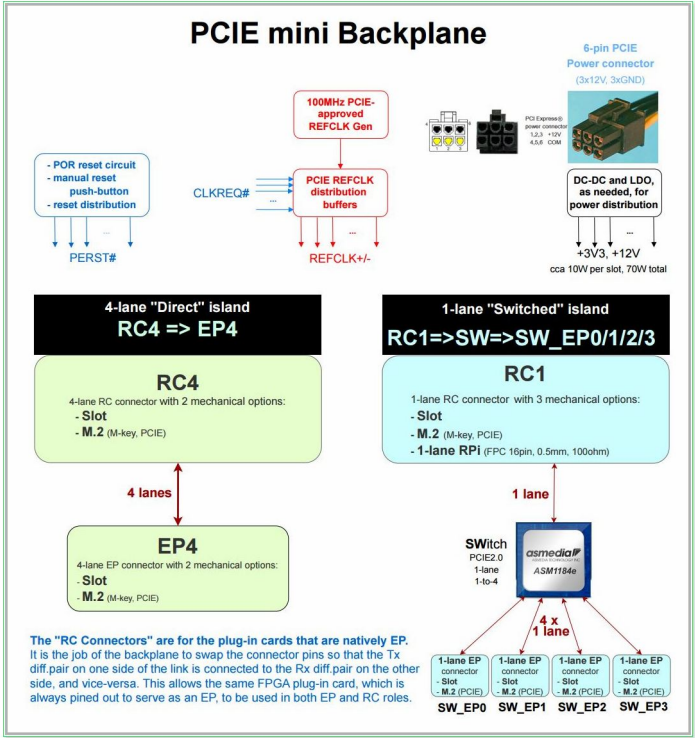 PCIE mini Backplane
6-pin PCIE
Power connector
(3x12V, 3xGND)
100MHz PCIE-
approved
REFCLK Gen
4
6
1 2 3
PCI Express®
power connector
1,2,3 +12V
4,5,6 COM
- POR reset circuit
- manual reset
push-button
- reset distribution
...
PERST#
CLKREQ#
...
PCIE REFCLK
distribution
buffers
...
REFCLK+/-
DC-DC and LDO,
as needed, for
power distribution
...
+3V3, +12V
cca 10W per slot, 70W total
4-lane "Direct" island
RC4 => EP4
RC4
4-lane RC connector with 2 mechanical options:
- Slot
- M.2 (M-key, PCIE)
4 lanes
EP4
4-lane EP connector with 2 mechanical options:
- Slot
- M.2 (M-key, PCIE)
1-lane "Switched" island
RC1=>SW=>SW_EP0/1/2/3
RC1
1-lane RC connector with 3 mechanical options:
- Slot
- M.2 (M-key, PCIE)
- 1-lane RPi (FPC 16pin, 0.5mm, 100ohm)
1 lane
SWitch
PCIE2.0
1-lane
1-to-4
asmedia
ASM1184e
4 x
1 lane
1-lane EP
connector
- Slot
- M.2 (PCIE)
SW_EP0
1-lane EP
connector
- Slot
- M.2 (PCIE)
SW_EP1
1-lane EP
connector
- Slot
- M.2 (PCIE)
SW_EP2
1-lane EP
connector
- Slot
- M.2 (PCIE)
SW_EP3
The "RC Connectors" are for the plug-in cards that are natively EP.
It is the job of the backplane to swap the connector pins so that the Tx
diff.pair on one side of the link is connected to the Rx diff.pair on the other
side, and vice-versa. This allows the same FPGA plug-in card, which is
always pined out to serve as an EP, to be used in both EP and RC roles.